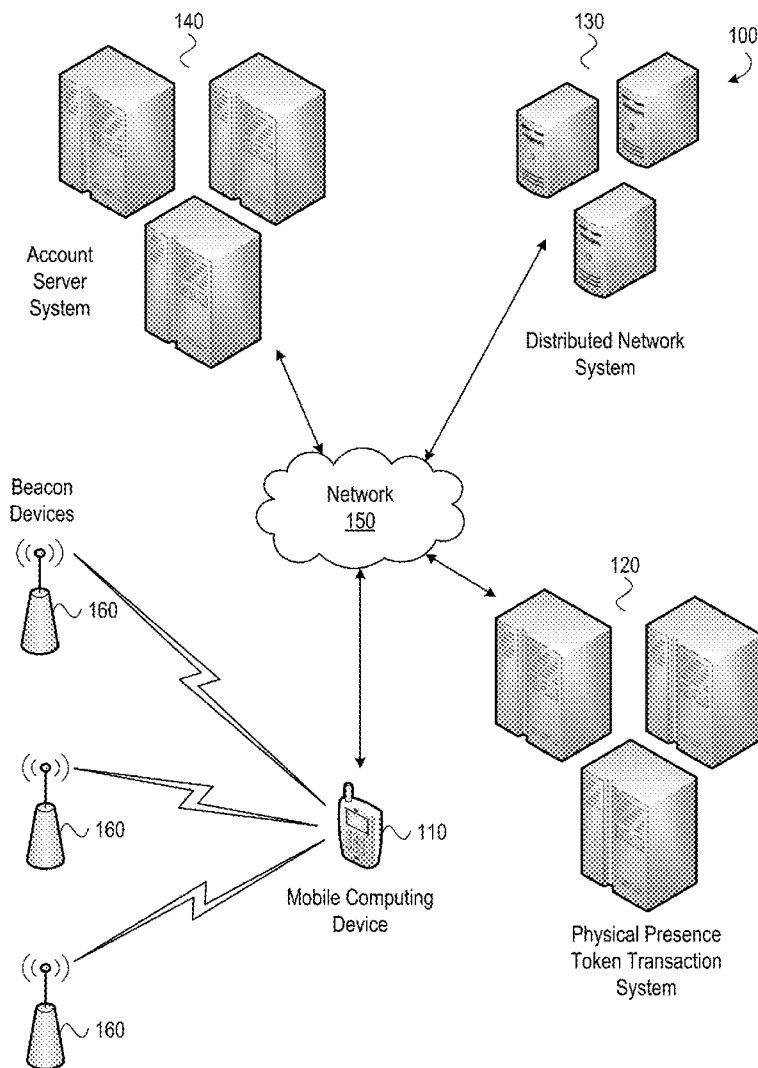 140
130
100
Account
Server
System
Distributed Network
System
Beacon
Devices
Network
150
160
120
160
110
Mobile Computing
Device
Physical Presence
Token Transaction
System
160